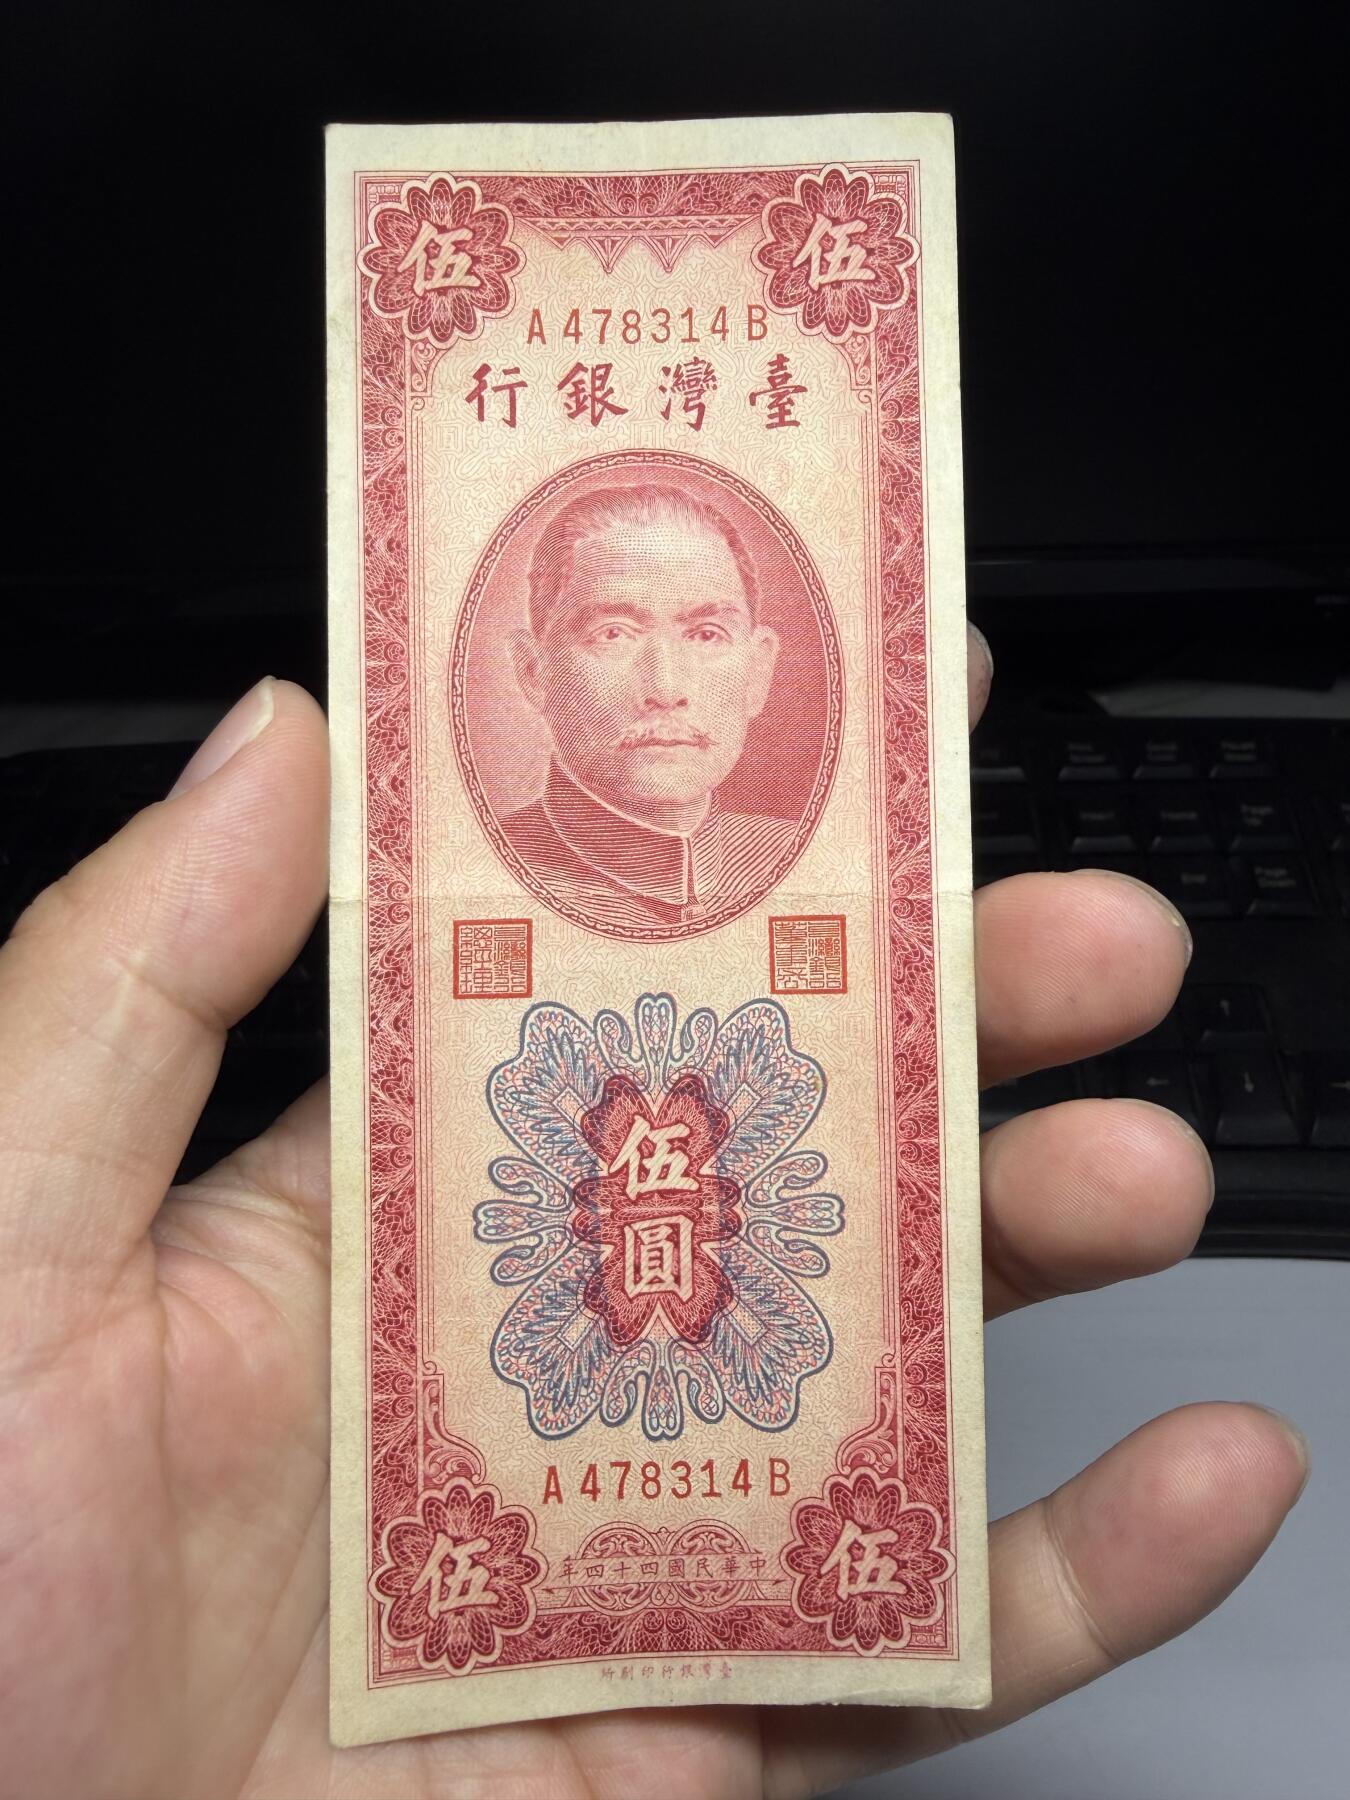 伍 伍
A478314B
臺灣銀行
伍
圓
A478314B
伍 伍
中華民國四十四年
臺灣銀行印刷所